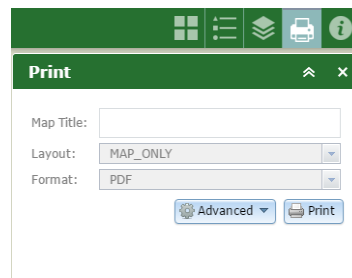 Print
Map Title:
Layout: MAP_ONLY
Format: PDF
Advanced Print